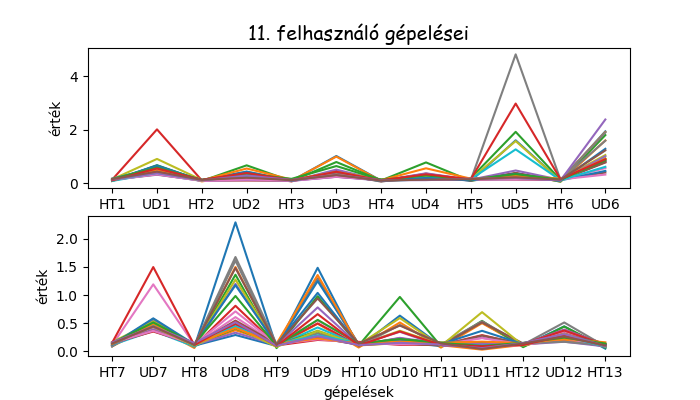 11. felhasználó gépelései
érték
4
2
0
HT1 UD1 HT2 UD2 HT3 UD3 HT4 UD4 HT5 UD5 HT6 UD6
érték
2.0
1.5
1.0
0.5
0.0
HT7 UD7 HT8 UD8 HT9 UD9 HT10 UD10 HT11 UD11 HT12 UD12 HT13
gépelések